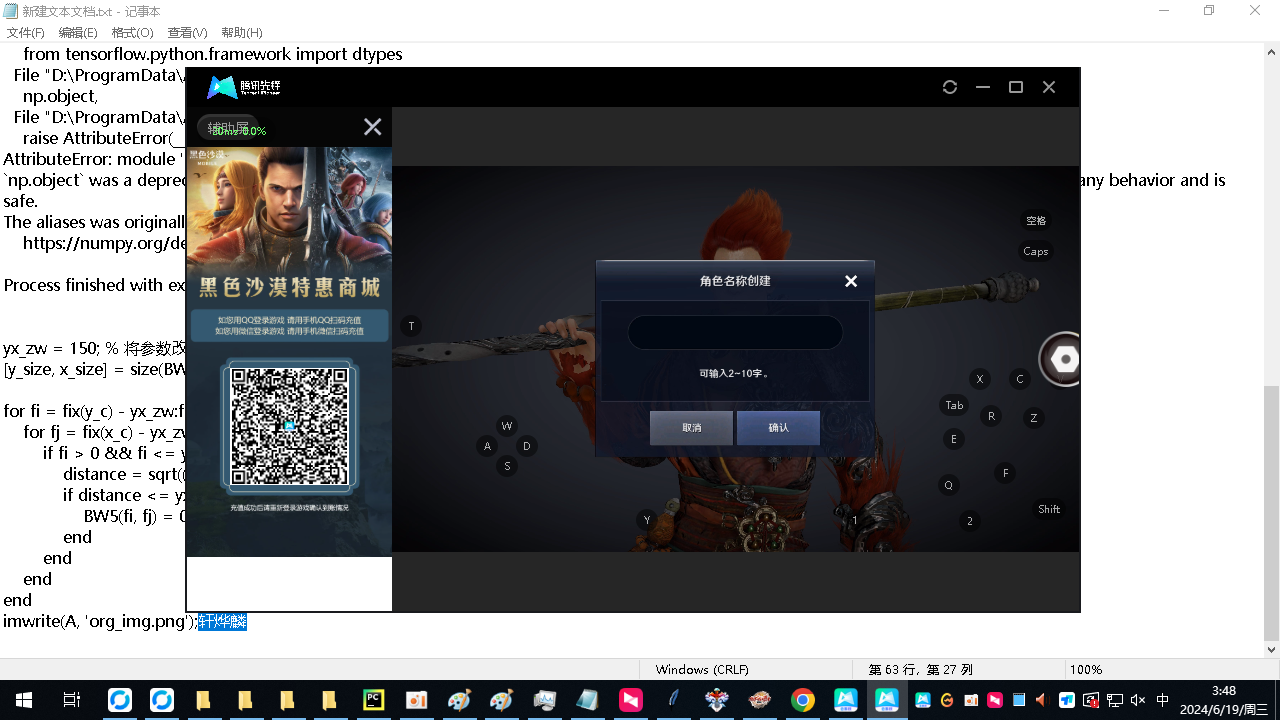 新建文本文档.txt - 记事本
文件(F) 编辑(E) 格式(O) 查看(V) 帮助(H)
from tensorflow.python.framework import dtypes
File "D:\ProgramData\
np.object,
File "D:\ProgramData\
raise AttributeError(_
AttributeError: module '
`np.object` was a depre
any behavior and is
safe.
The aliases was originall
https://numpy.org/de
Process finished with ex
yx_zw = 150; % 将参数改
[y_size, x_size] = size(BW
for fi = fix(y_c) - yx_zw:f
for fj = fix(x_c) - yx_zw
if fi > 0 && fi <= y
distance = sqrt(
if distance <= yx
BW5(fi, fj) = 0
end
end
end
end
imwrite(A, 'org_img.png');轩烨麟
腾讯先锋
Tencent Pioneer
辅助屏
0.0%
黑色沙漠
MOBILE
黑色沙漠特惠商城
如您用QQ登录游戏 请用手机QQ扫码充值
如您用微信登录游戏 请用手机微信扫码充值
充值成功后请重新登录游戏确认到账情况
角色名称创建
可输入2~10字。
取消 确认
空格
Caps
T
X C
Tab R Z
W
A D
E
S
F
Q
Shift
Y 1 2
Windows (CRLF) 第 63 行，第 27 列 100%
PC
中
3:48
2024/6/19/周三